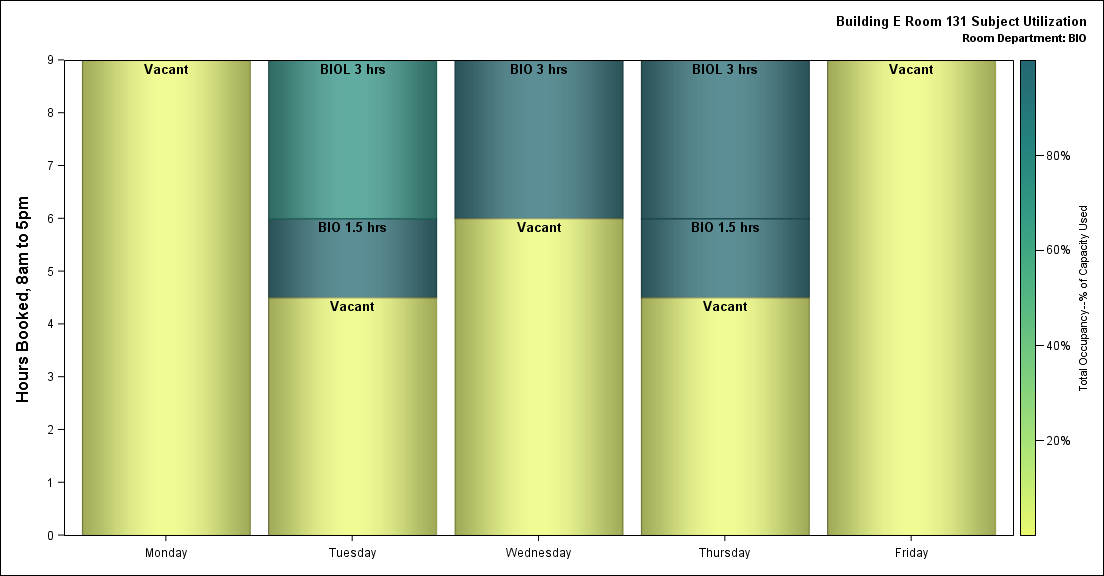 Building E Room 131 Subject Utilization
Room Department: BIO
Hours Booked, 8am to 5pm
9
8
7
6
5
4
3
2
1
0
Vacant
BIOL 3 hrs
BIO 1.5 hrs
Vacant
BIO 3 hrs
Vacant
BIOL 3 hrs
BIO 1.5 hrs
Vacant
Vacant
Monday
Tuesday
Wednesday
Thursday
Friday
80%
60%
40%
20%
Total Occupancy--% of Capacity Used